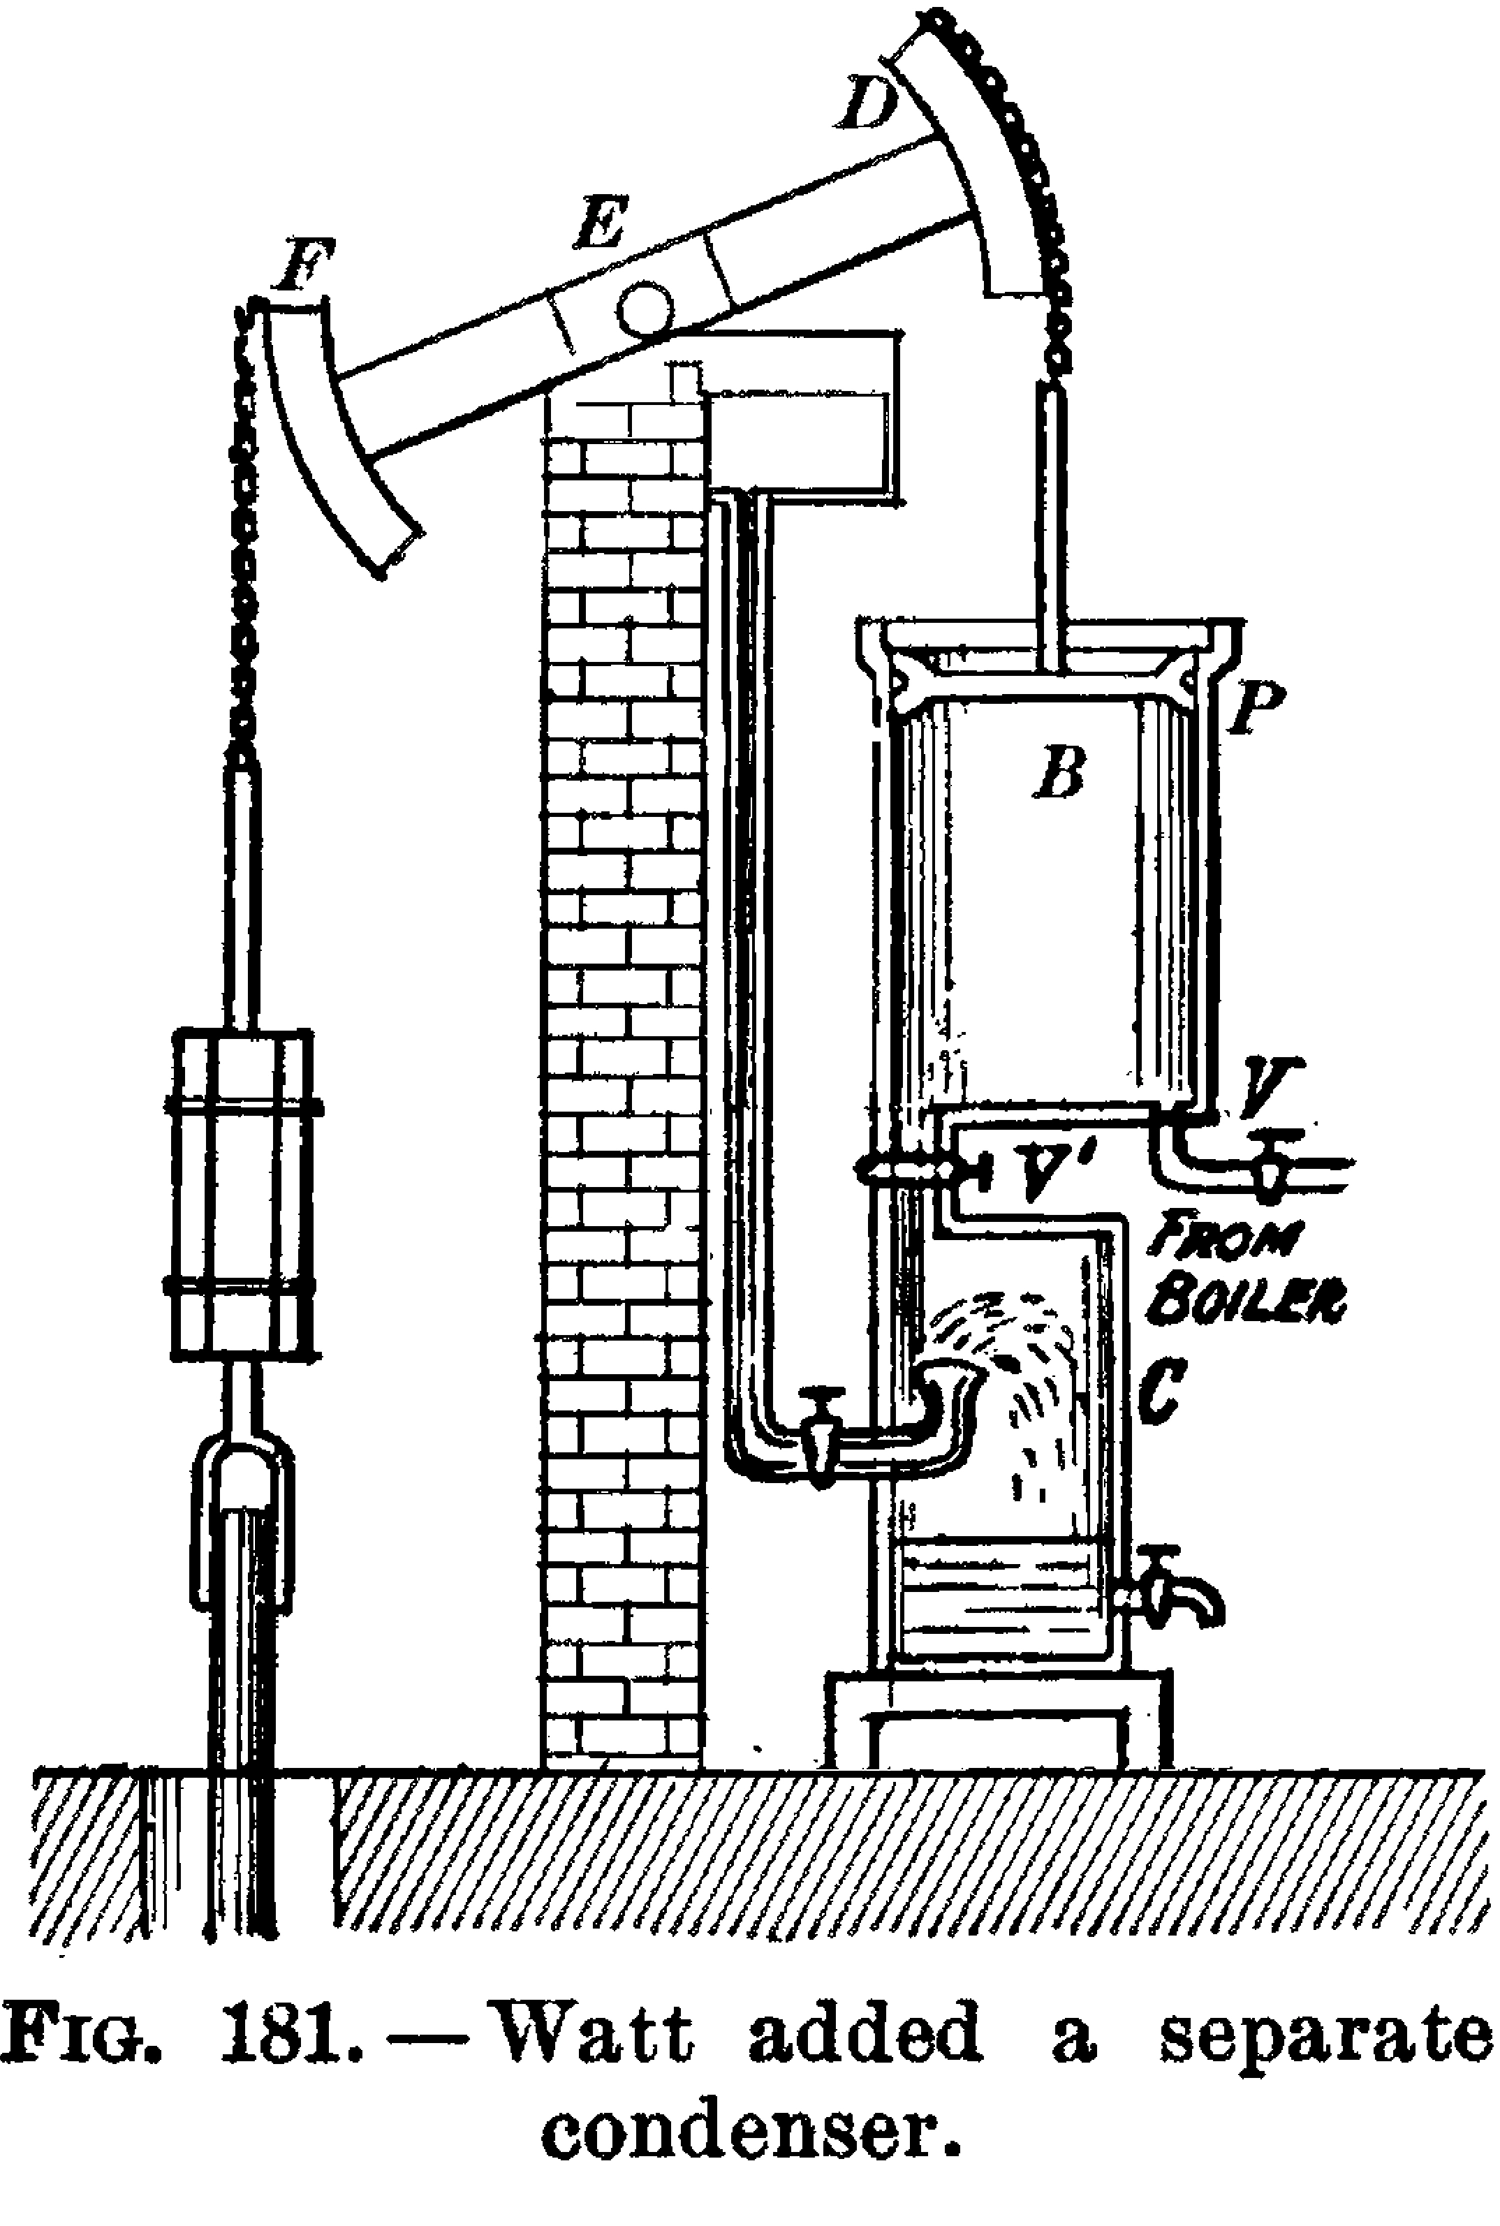 D
E
F
P
B
V
V'
FROM
BOILER
C
FIG. 181. — Watt added a separate
condenser.